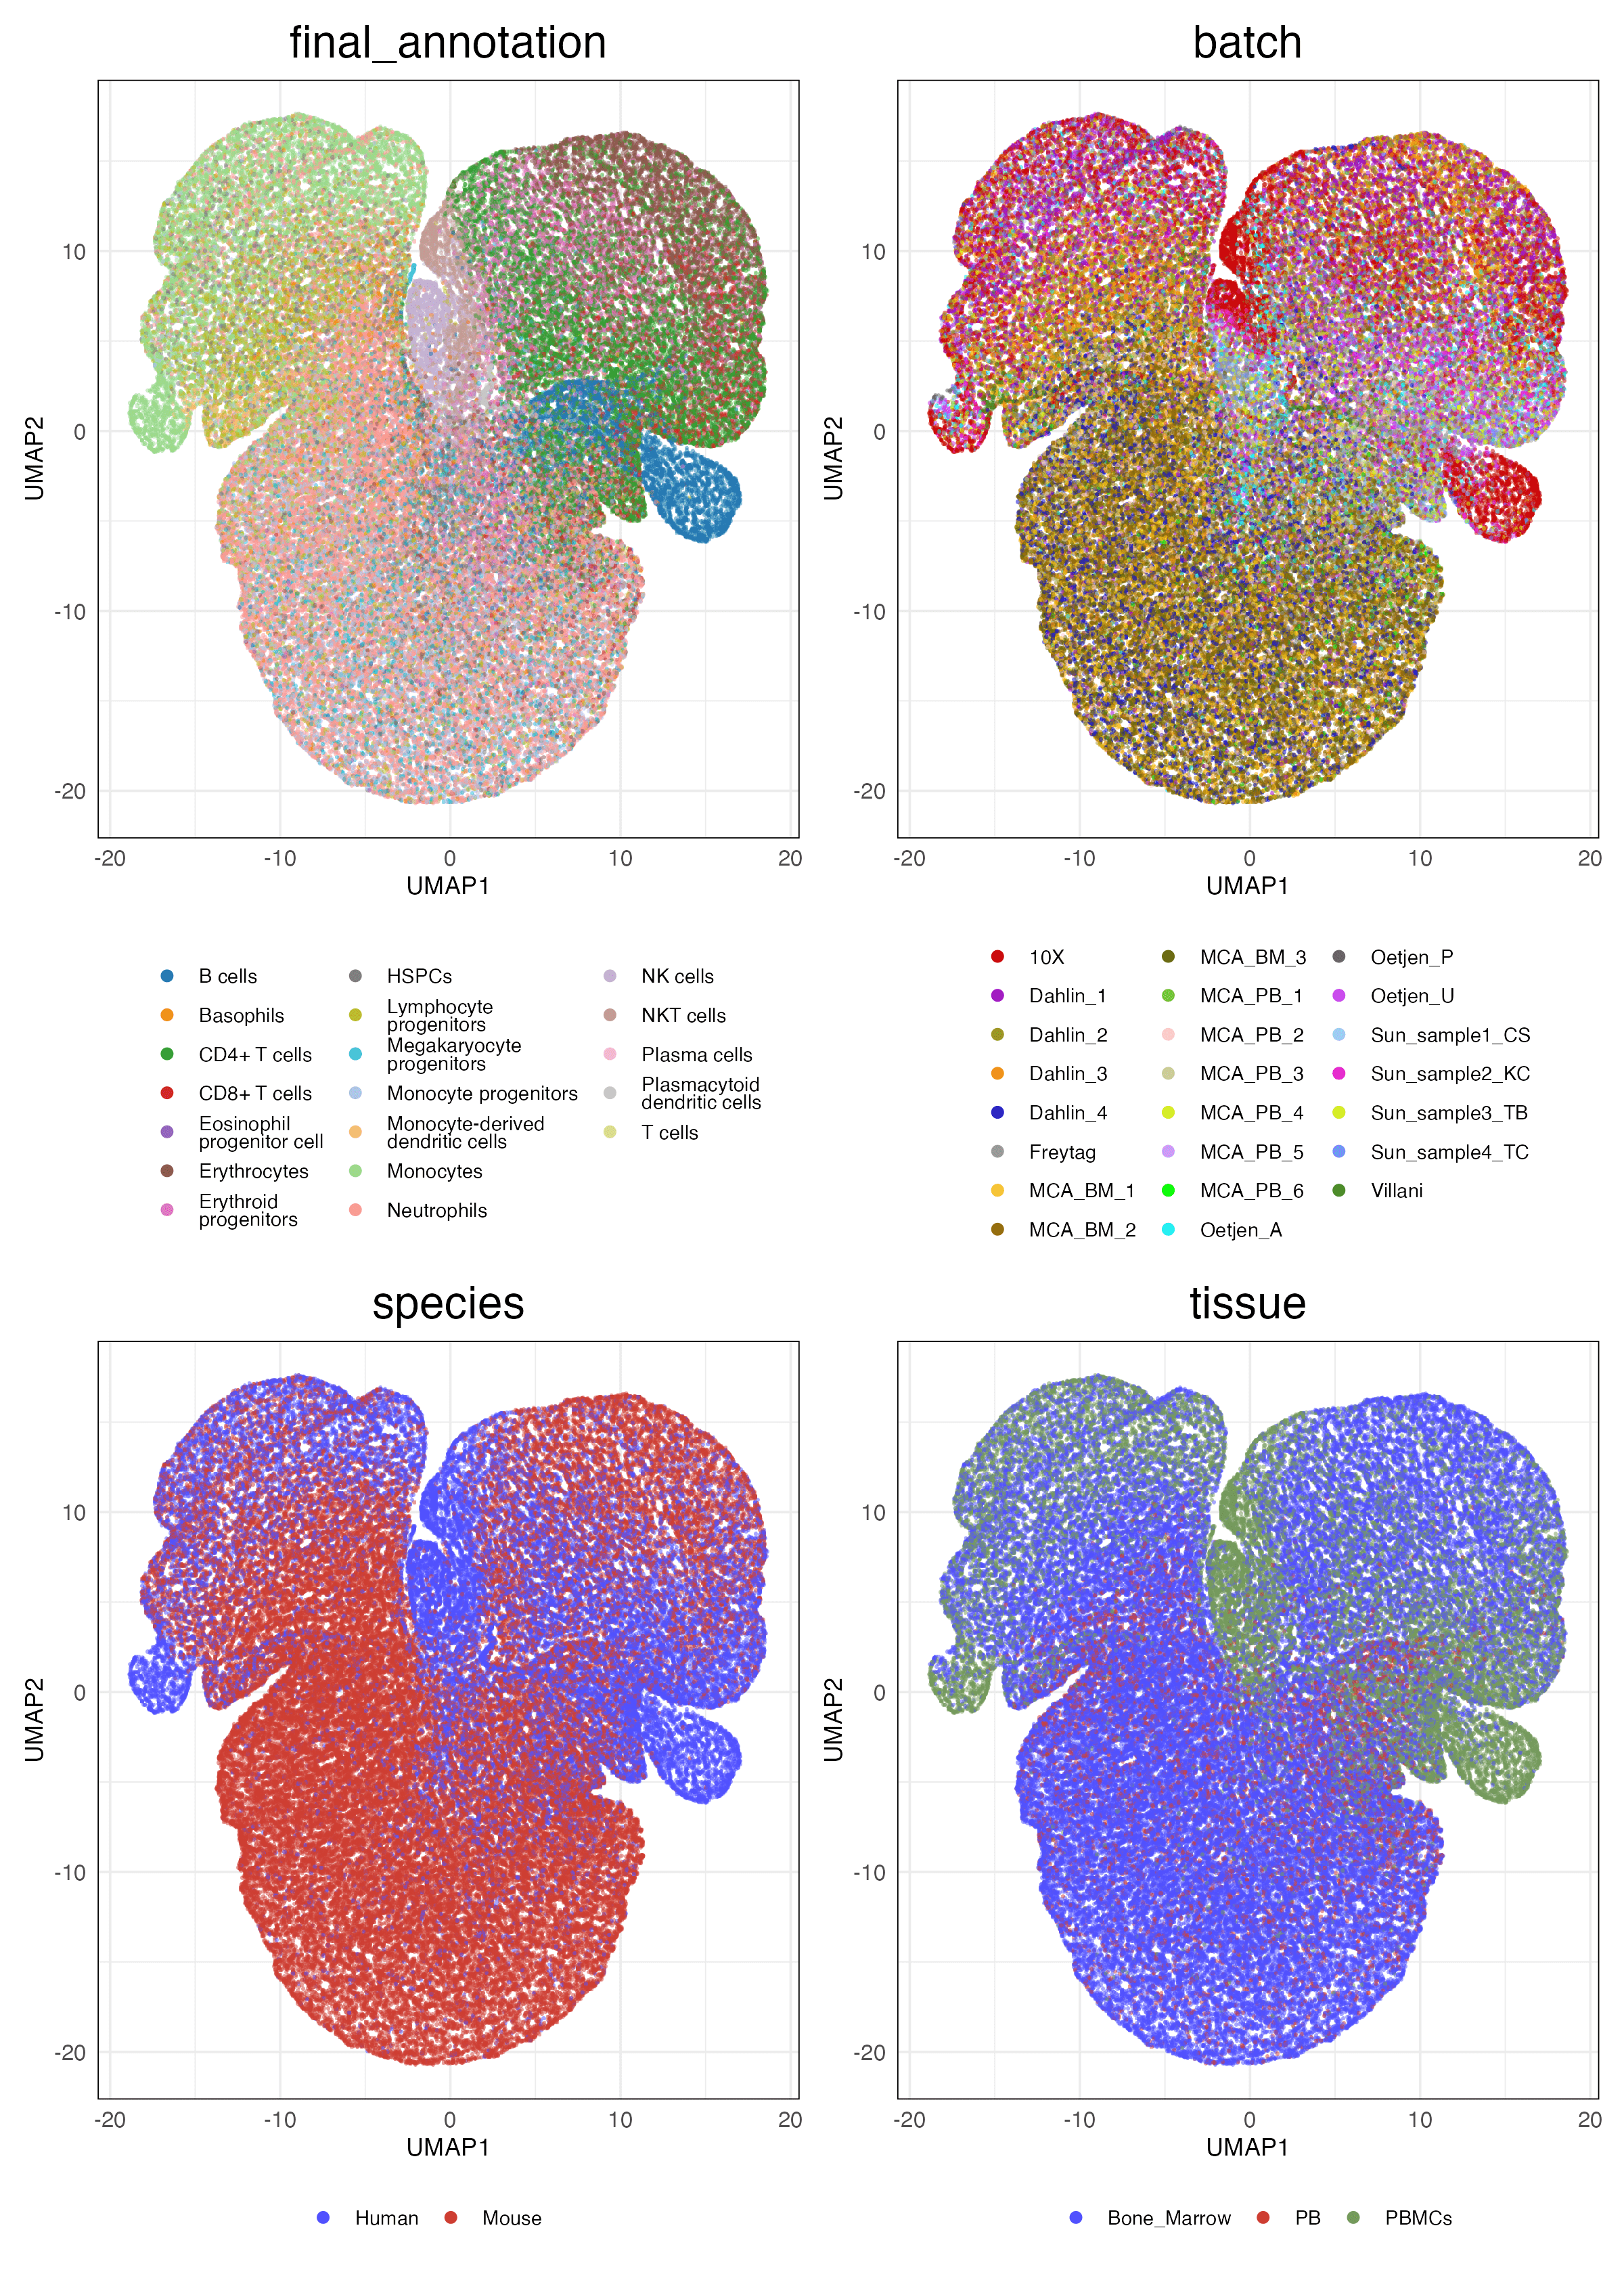 final_annotation
batch
10
0
-10
-20
UMAP2
-20
-10
0
10
20
UMAP1
10
0
-10
-20
UMAP2
-20
-10
0
10
20
UMAP1
B cells
Basophils
CD4+ T cells
CD8+ T cells
Eosinophil
progenitor cell
Erythrocytes
Erythroid
progenitors
HSPCs
Lymphocyte
progenitors
Megakaryocyte
progenitors
Monocyte progenitors
Monocyte-derived
dendritic cells
Monocytes
Neutrophils
NK cells
NKT cells
Plasma cells
Plasmacytoid
dendritic cells
T cells
10X
Dahlin_1
Dahlin_2
Dahlin_3
Dahlin_4
Freytag
MCA_BM_1
MCA_BM_2
MCA_BM_3
MCA_PB_1
MCA_PB_2
MCA_PB_3
MCA_PB_4
MCA_PB_5
MCA_PB_6
Oetjen_A
Oetjen_P
Oetjen_U
Sun_sample1_CS
Sun_sample2_KC
Sun_sample3_TB
Sun_sample4_TC
Villani
species
tissue
10
0
-10
-20
UMAP2
-20
-10
0
10
20
UMAP1
10
0
-10
-20
UMAP2
-20
-10
0
10
20
UMAP1
Human
Mouse
Bone_Marrow
PB
PBMCs